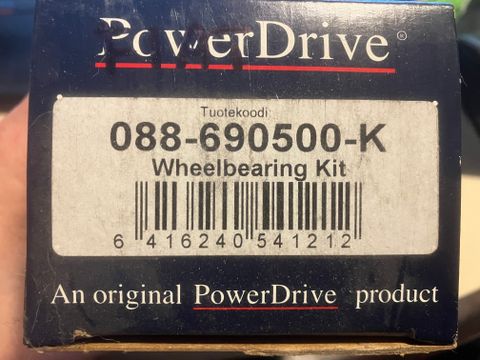 PowerDrive®
Tuotekoodi
088-690500-K
Wheelbearing Kit
6 416240 541212
An original PowerDrive product